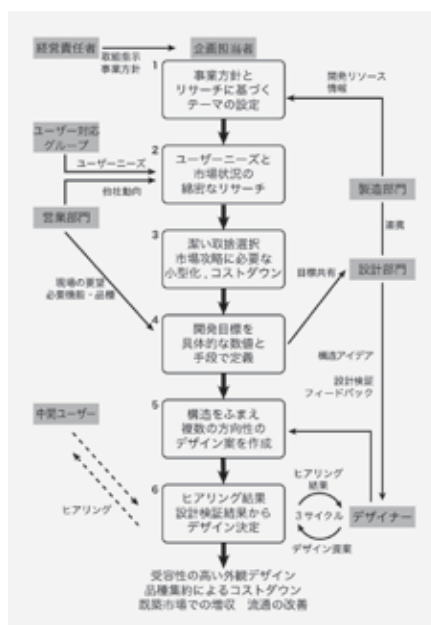 経営責任者
企画担当者
取組指示
事業方針
1
事業方針と
リサーチに基づく
テーマの設定
開発リソース
情報
ユーザー対応
グループ
ユーザーニーズ
2
ユーザーニーズと
市場状況の
綿密なリサーチ
他社動向
製造部門
営業部門
連携
3
潔い取捨選択
市場攻略に必要な
小型化、コストダウン
設計部門
目標共有
現場の要望
必要機能・品種
4
開発目標を
具体的な数値と
手段で定義
構造アイデア
設計検証
フィードバック
5
構造をふまえ
複数の方向性の
デザイン案を作成
中間ユーザー
ヒアリング
6
ヒアリング結果
設計検証結果から
デザイン決定
ヒアリング
結果
3サイクル
デザイン提案
デザイナー
受容性の高い外観デザイン
品種集約によるコストダウン
既築市場での増収 流通の改善